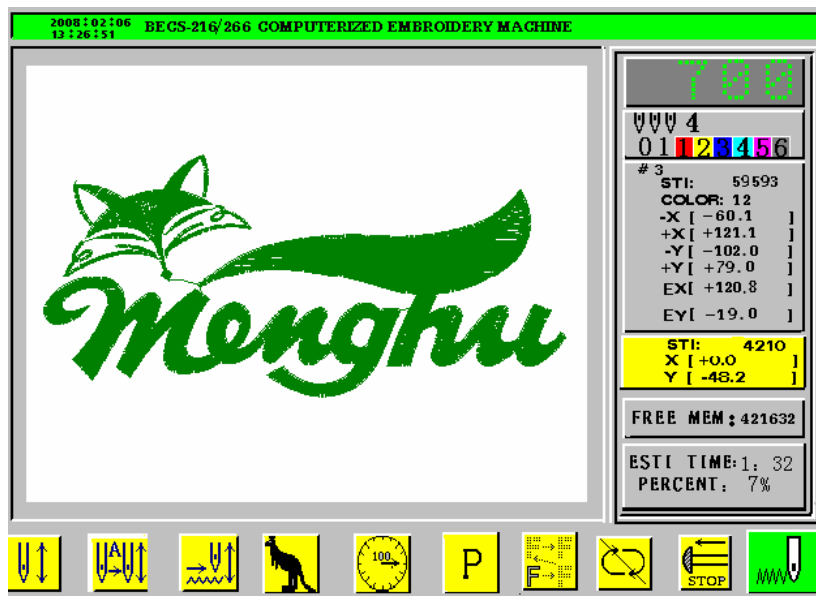 2008:02:06
13:26:51
BECS-216/266 COMPUTERIZED EMBROIDERY MACHINE
700
4
0 1 1 2 3 4 5 6
# 3
STI: 59593
COLOR: 12
-X [ -60.1 ]
+X [ +121.1 ]
-Y [ -102.0 ]
+Y [ +79.0 ]
EX[ +120.8 ]
EY[ -19.0 ]
STI: 4210
X [ +0.0 ]
Y [ -48.2 ]
FREE MEM: 421632
ESTI TIME: 1: 32
PERCENT: 7%
Menghu
A
100
P
F
STOP